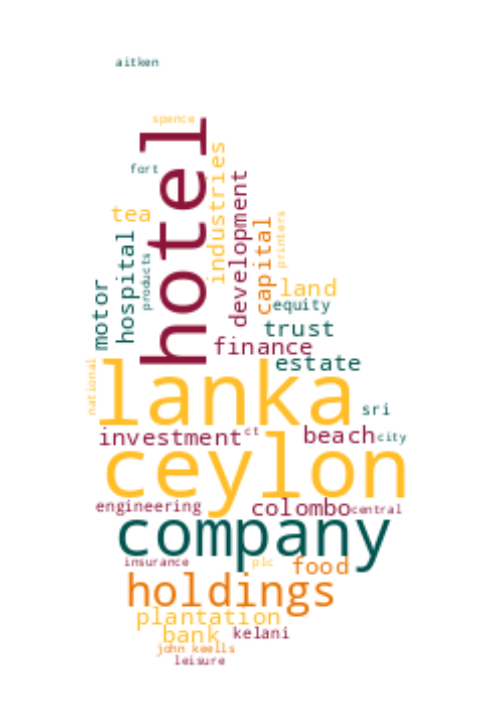 aitken
spence
fort
hotel
industries
development
tea
hospital
products
capital
printers
motor
land
equity
trust
finance
estate
national
lanka
sri
investment
ct
beach
city
ceylon
engineering
colombo
central
company
insurance
pic
food
holdings
plantation
bank
kelani
john keells
leisure